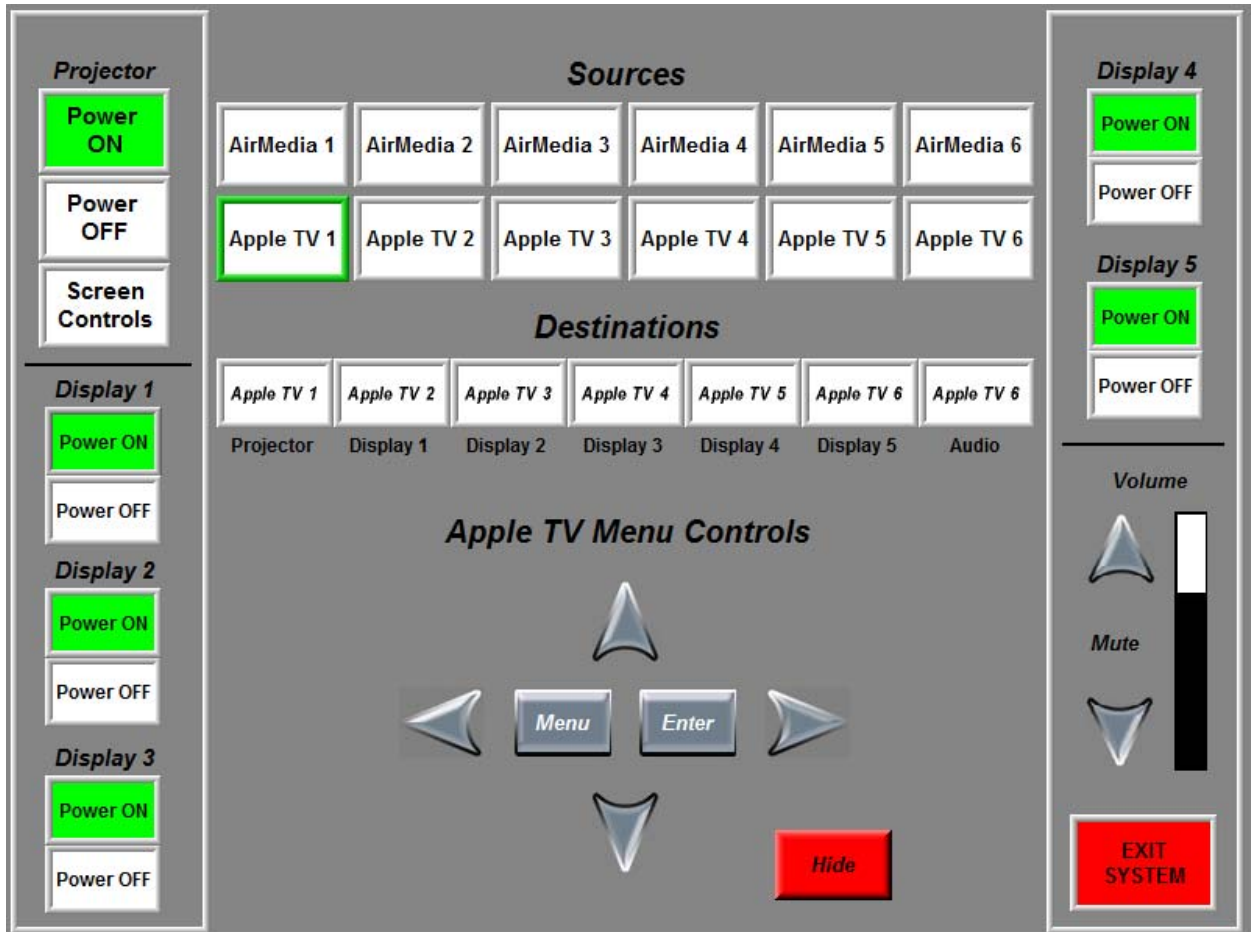 Projector
Power
ON
Power
OFF
Screen
Controls
Display 1
Power ON
Power OFF
Display 2
Power ON
Power OFF
Display 3
Power ON
Power OFF
Sources
AirMedia 1 AirMedia 2 AirMedia 3 AirMedia 4 AirMedia 5 AirMedia 6
Apple TV 1 Apple TV 2 Apple TV 3 Apple TV 4 Apple TV 5 Apple TV 6
Destinations
Apple TV 1 Apple TV 2 Apple TV 3 Apple TV 4 Apple TV 5 Apple TV 6 Apple TV 6
Projector Display 1 Display 2 Display 3 Display 4 Display 5 Audio
Apple TV Menu Controls
Menu Enter
Hide
Display 4
Power ON
Power OFF
Display 5
Power ON
Power OFF
Volume
Mute
EXIT
SYSTEM